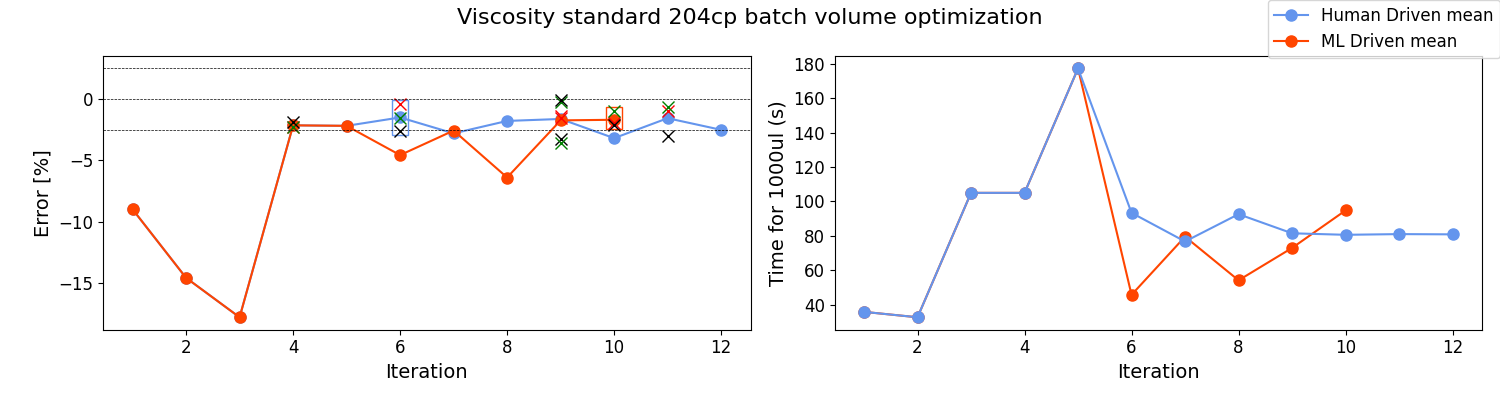 Viscosity standard 204cp batch volume optimization
Human Driven mean
ML Driven mean
Error [%]
0
−5
−10
−15
2 4 6 8 10 12
Iteration
Time for 1000ul (s)
180
160
140
120
100
80
60
40
2 4 6 8 10 12
Iteration